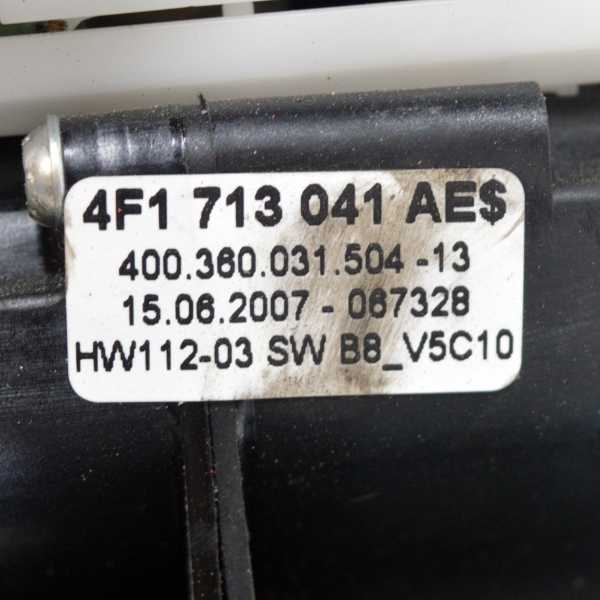 4F1 713 041 AE$
400.360.031.504 -13
15.06.2007 - 067328
HW112-03 SW B8_V5C10